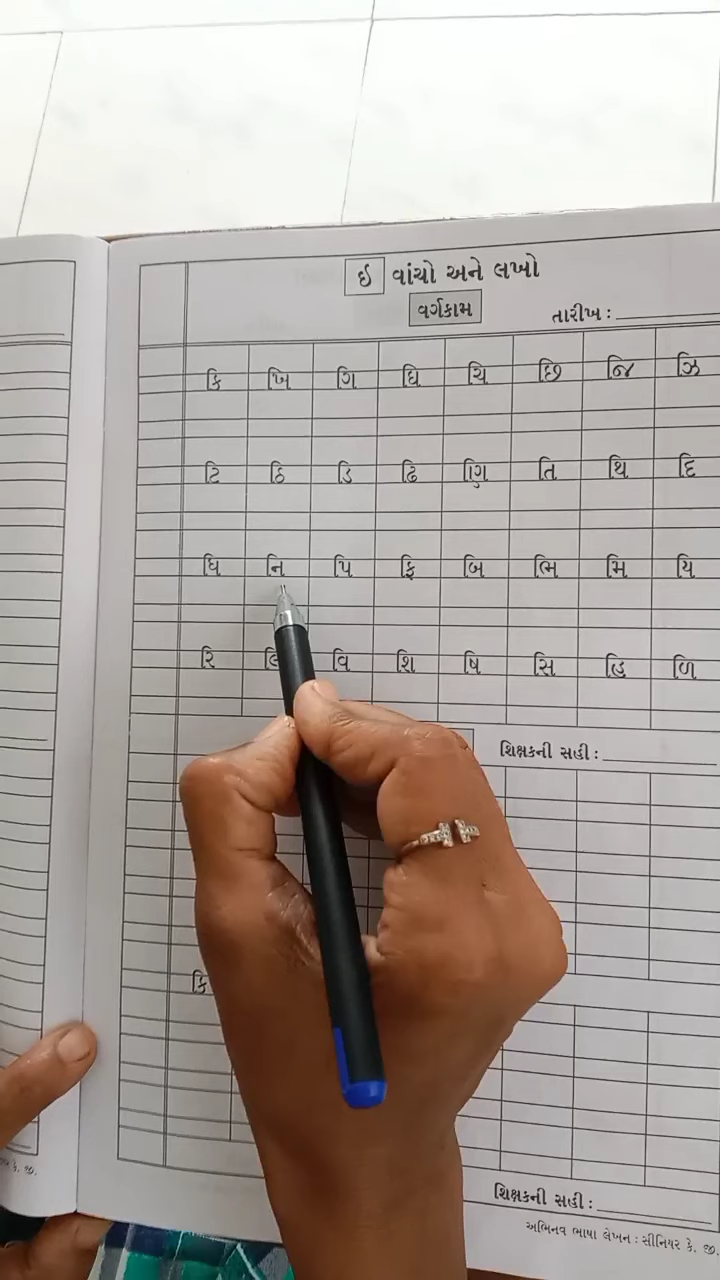 ઇ વાંચો અને લખો
વર્ગકામ
તારીખ :
કિ ખિ ગિ ઘિ ચિ છિ જિ ઝિ
ટિ ઠિ ડિ ઢિ ણિ તિ થિ દિ
ધિ નિ પિ ફિ બિ ભિ મિ યિ
રિ લિ વિ શિ ષિ સિ હિ ળિ
શિક્ષકની સહી :
કિ
શિક્ષકની સહી :
અભિનવ ભાષા લેખન : સીનિયર કે. જી.
કે. જી.